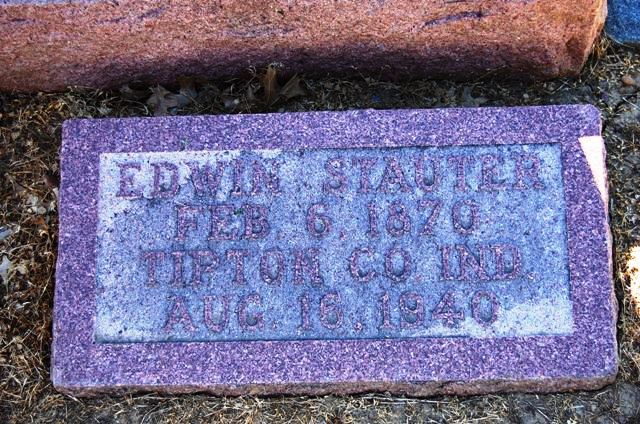 EDWIN STAUTER
FEB. 6, 1870
TIPTON CO IND.
AUG. 16, 1940